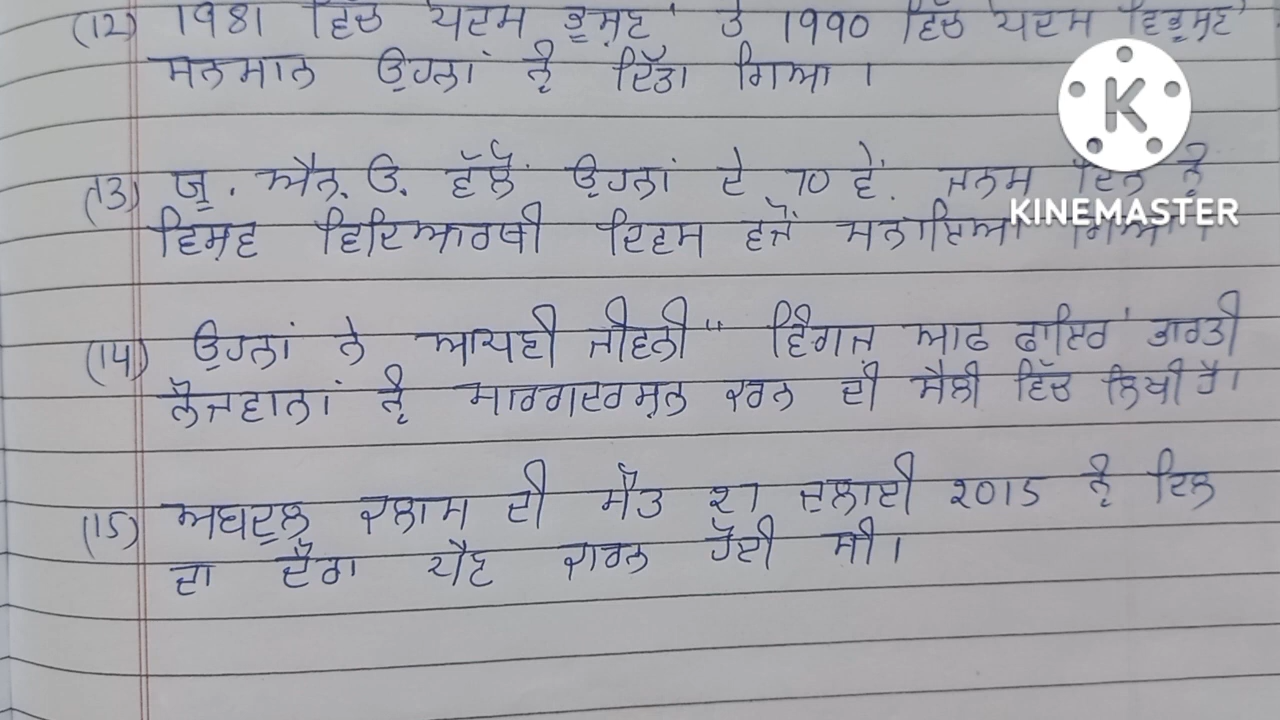 (12) 1981 ਵਿੱਚ ਪਦਮ ਭੂਸ਼ਣ ਤੇ 1990 ਵਿੱਚ ਪਦਮ ਵਿਭੂਸ਼ਣ
ਸਨਮਾਨ ਉਹਨਾਂ ਨੂੰ ਦਿੱਤਾ ਗਿਆ ।
(13) ਯੂ. ਐਨ. ਓ. ਵੱਲੋਂ ਉਹਨਾਂ ਦੇ 70 ਵੇਂ. ਜਨਮ ਦਿਨ ਨੂੰ
ਵਿਸ਼ਵ ਵਿਦਿਆਰਥੀ ਦਿਵਸ ਵਜੋਂ ਮਨਾਇਆ ਗਿਆ ।
(14) ਉਹਨਾਂ ਨੇ ਆਪਣੀ ਜੀਵਨੀ " ਵਿੰਗਜ਼ ਆਫ ਫਾਇਰ' ਭਾਰਤੀ
ਨੌਜਵਾਨਾਂ ਨੂੰ ਮਾਰਗਦਰਸ਼ਨ ਕਰਨ ਦੀ ਸੈਲੀ ਵਿੱਚ ਲਿਖੀ ਹੈ।
(15) ਅਬਦੁਲ ਕਲਾਮ ਦੀ ਮੌਤ 27 ਜੁਲਾਈ 2015 ਨੂੰ ਦਿਲ
ਦਾ ਦੌਰਾ ਪੈਣ ਕਾਰਨ ਹੋਈ ਸੀ ।
K
KINEMASTER